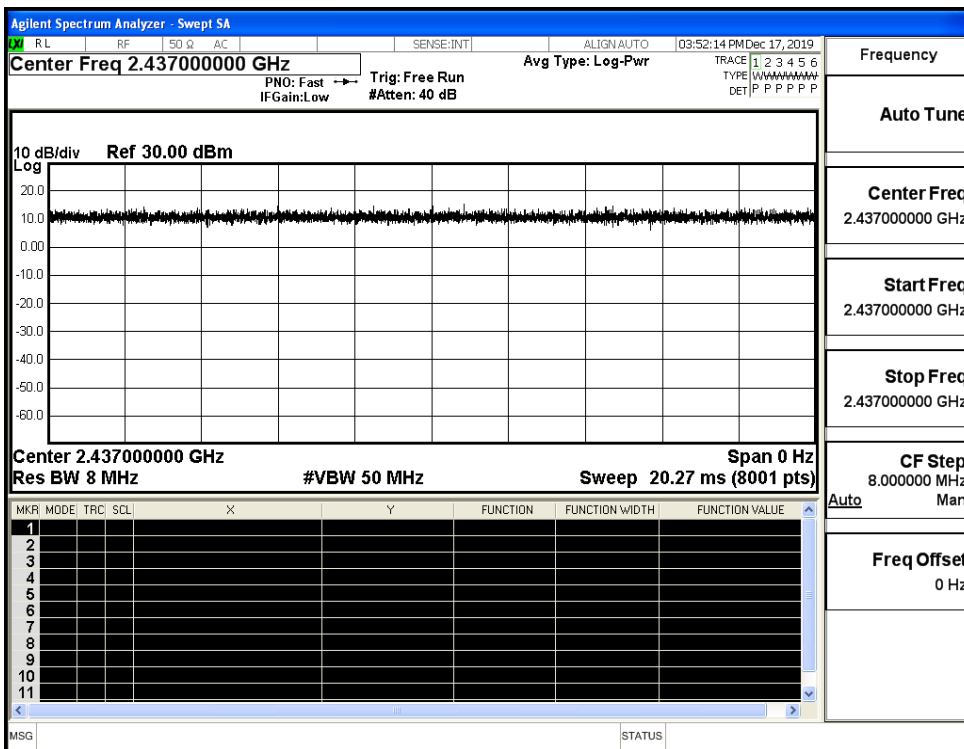 Agilent Spectrum Analyzer - Swept SA
LXI RL RF 50 Ω AC SENSE:INT ALIGN AUTO 03:52:14 PM Dec 17, 2019
Center Freq 2.437000000 GHz Avg Type: Log-Pwr TRACE 1 2 3 4 5 6
PNO: Fast Trig: Free Run TYPE WWWWWW
IFGain:Low #Atten: 40 dB DET P P P P P P
10 dB/div Ref 30.00 dBm
Log
20.0
10.0
0.00
-10.0
-20.0
-30.0
-40.0
-50.0
-60.0
Center 2.437000000 GHz Span 0 Hz
Res BW 8 MHz #VBW 50 MHz Sweep 20.27 ms (8001 pts)
MKR MODE TRC SCL X Y FUNCTION FUNCTION WIDTH FUNCTION VALUE
1
2
3
4
5
6
7
8
9
10
11
MSG STATUS
Frequency
Auto Tune
Center Freq
2.437000000 GHz
Start Freq
2.437000000 GHz
Stop Freq
2.437000000 GHz
CF Step
8.000000 MHz
Auto Man
Freq Offset
0 Hz